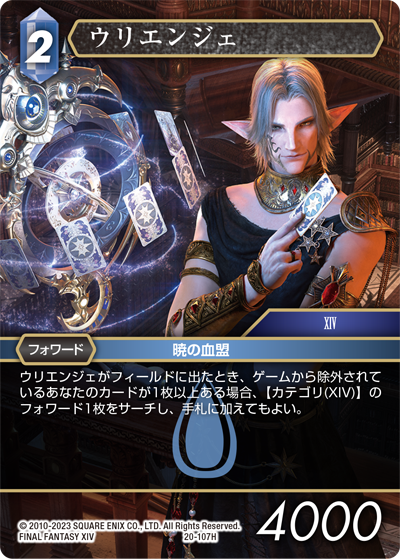 2
ウリエンジェ
XIV
フォワード
暁の血盟
ウリエンジェがフィールドに出たとき、ゲームから除外されて
いるあなたのカードが1枚以上ある場合、【カテゴリ(XIV)】の
フォワード1枚をサーチし、手札に加えてもよい。
© 2010-2023 SQUARE ENIX CO., LTD. All Rights Reserved.
FINAL FANTASY XIV
20-107H
4000